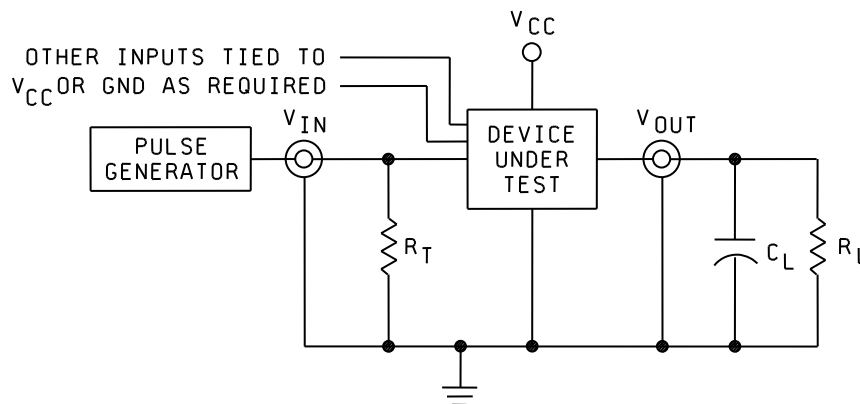 VCC
OTHER INPUTS TIED TO
VCC OR GND AS REQUIRED
VIN
VOUT
PULSE
GENERATOR
DEVICE
UNDER
TEST
RT
CL
RL